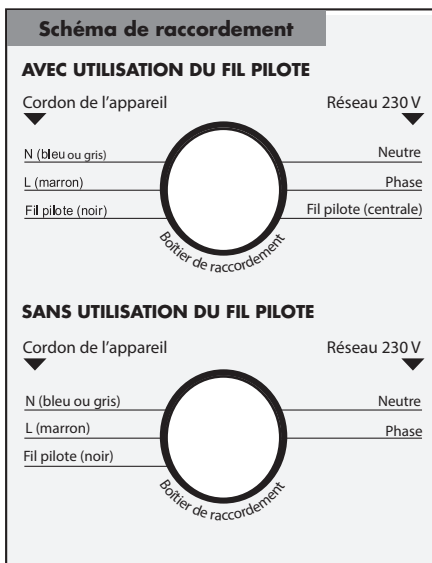 Schéma de raccordement
AVEC UTILISATION DU FIL PILOTE
Cordon de l'appareil Réseau 230 V
N (bleu ou gris) Neutre
L (marron) Phase
Fil pilote (noir) Fil pilote (centrale)
Boîtier de raccordement
SANS UTILISATION DU FIL PILOTE
Cordon de l'appareil Réseau 230 V
N (bleu ou gris) Neutre
L (marron) Phase
Fil pilote (noir)
Boîtier de raccordement